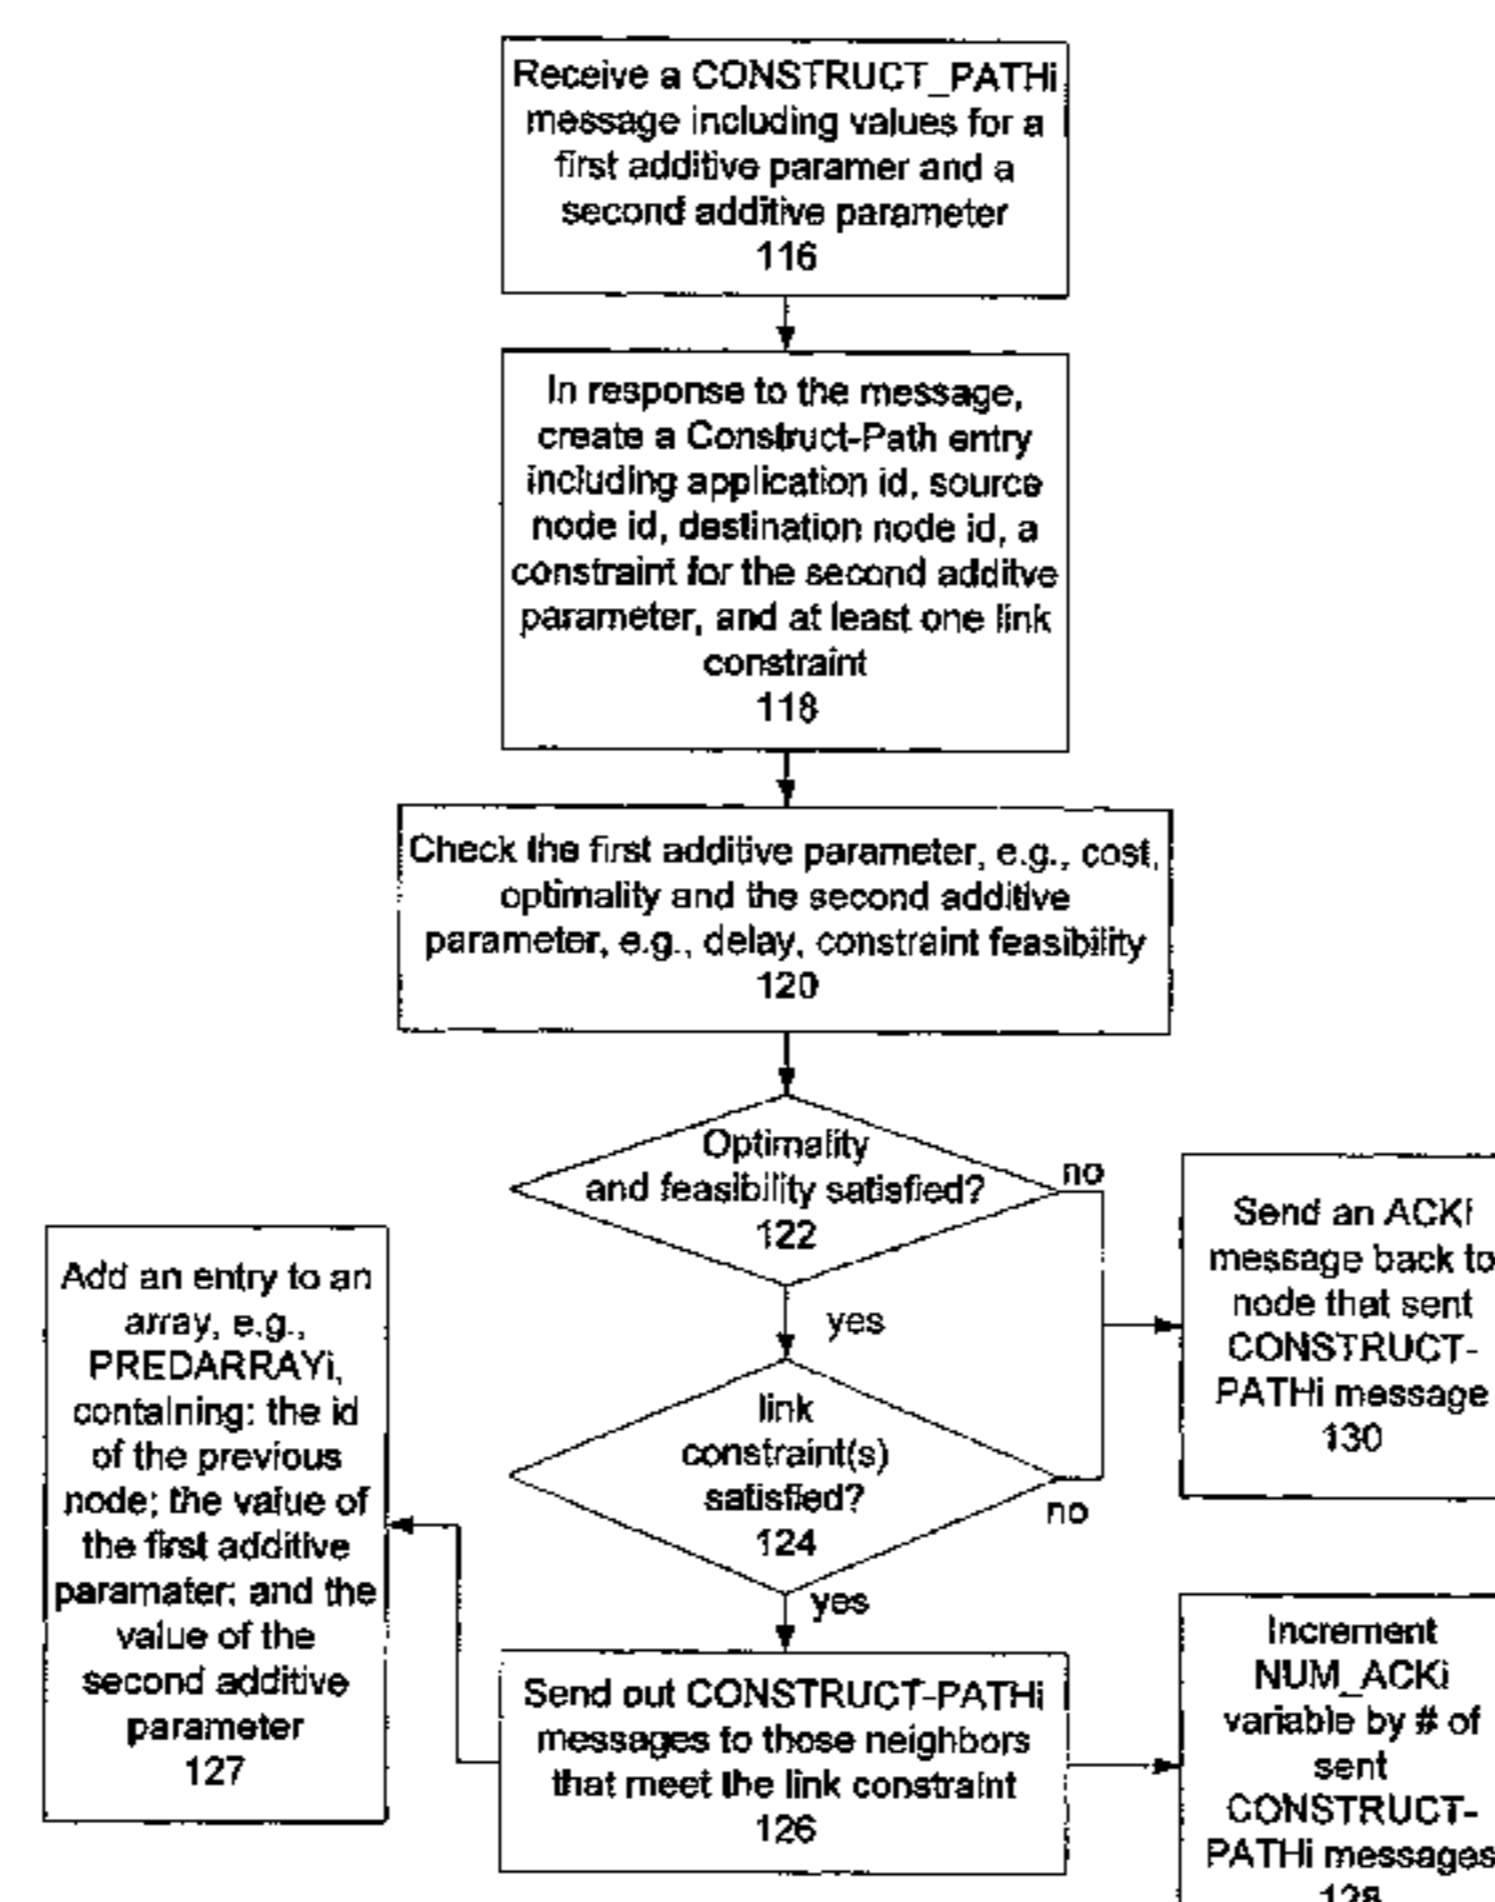 Receive a CONSTRUCT_PATHi
message including values for a
first additive paramer and a
second additive parameter
116
In response to the message,
create a Construct-Path entry
including application id, source
node id, destination node id, a
constraint for the second additve
parameter, and at least one link
constraint
118
Check the first additive parameter, e.g., cost,
optimality and the second additive
parameter, e.g., delay, constraint feasibility
120
Optimality
and feasibility satisfied?
122
no
yes
Send an ACKi
message back to
node that sent
CONSTRUCT-
PATHi message
130
link
constraint(s)
satisfied?
124
no
yes
Add an entry to an
array, e.g.,
PREDARRAYi,
containing: the id
of the previous
node; the value of
the first additive
paramater; and the
value of the
second additive
parameter
127
Send out CONSTRUCT-PATHi
messages to those neighbors
that meet the link constraint
126
Increment
NUM_ACKi
variable by # of
sent
CONSTRUCT-
PATHi messages
128